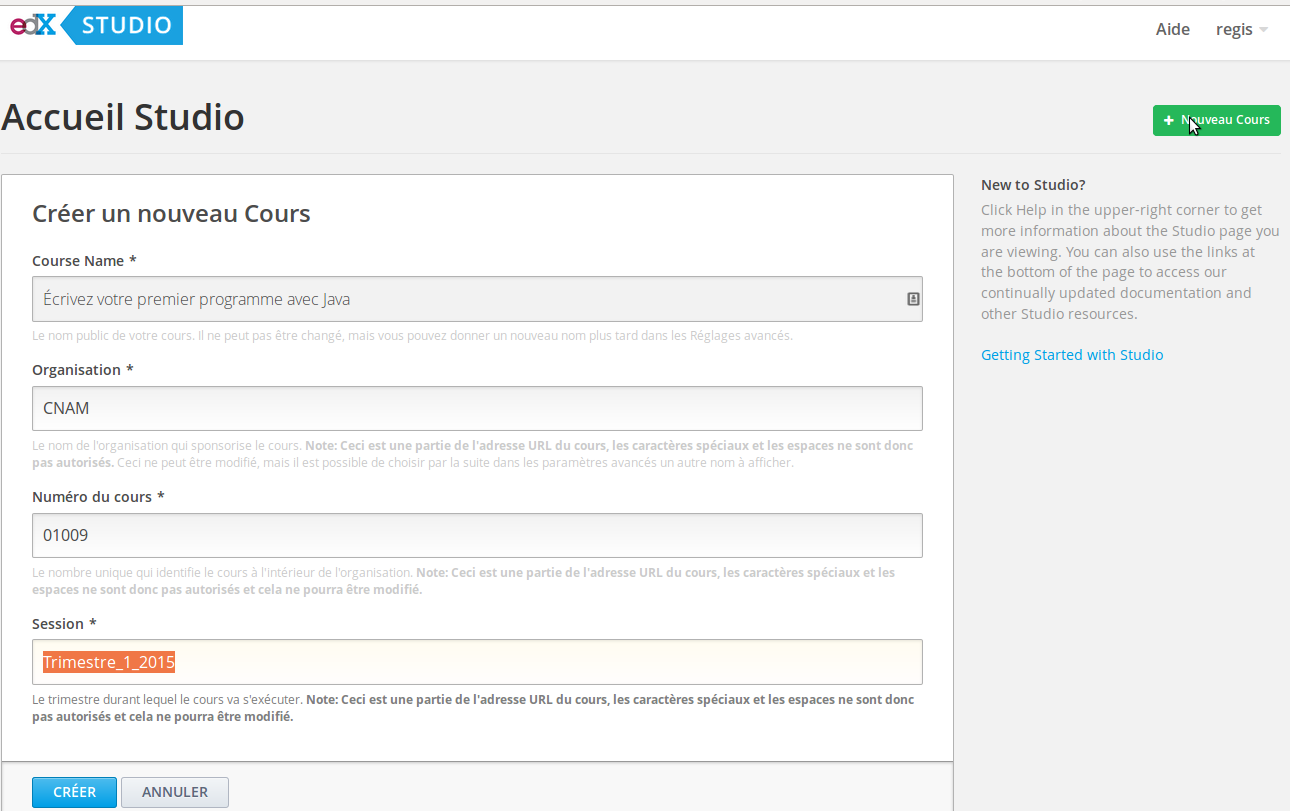 edX STUDIO
Aide regis
Accueil Studio
+ Nouveau Cours
Créer un nouveau Cours
Course Name *
Écrivez votre premier programme avec Java
Le nom public de votre cours. Il ne peut pas être changé, mais vous pouvez donner un nouveau nom plus tard dans les Réglages avancés.
Organisation *
CNAM
Le nom de l'organisation qui sponsorise le cours. Note: Ceci est une partie de l'adresse URL du cours, les caractères spéciaux et les espaces ne sont donc
pas autorisés. Ceci ne peut être modifié, mais il est possible de choisir par la suite dans les paramètres avancés un autre nom à afficher.
Numéro du cours *
01009
Le nombre unique qui identifie le cours à l'intérieur de l'organisation. Note: Ceci est une partie de l'adresse URL du cours, les caractères spéciaux et les
espaces ne sont donc pas autorisés et cela ne pourra être modifié.
Session *
Trimestre_1_2015
Le trimestre durant lequel le cours va s'exécuter. Note: Ceci est une partie de l'adresse URL du cours, les caractères spéciaux et les espaces ne sont donc
pas autorisés et cela ne pourra être modifié.
CRÉER ANNULER
New to Studio?
Click Help in the upper-right corner to get
more information about the Studio page you
are viewing. You can also use the links at
the bottom of the page to access our
continually updated documentation and
other Studio resources.
Getting Started with Studio